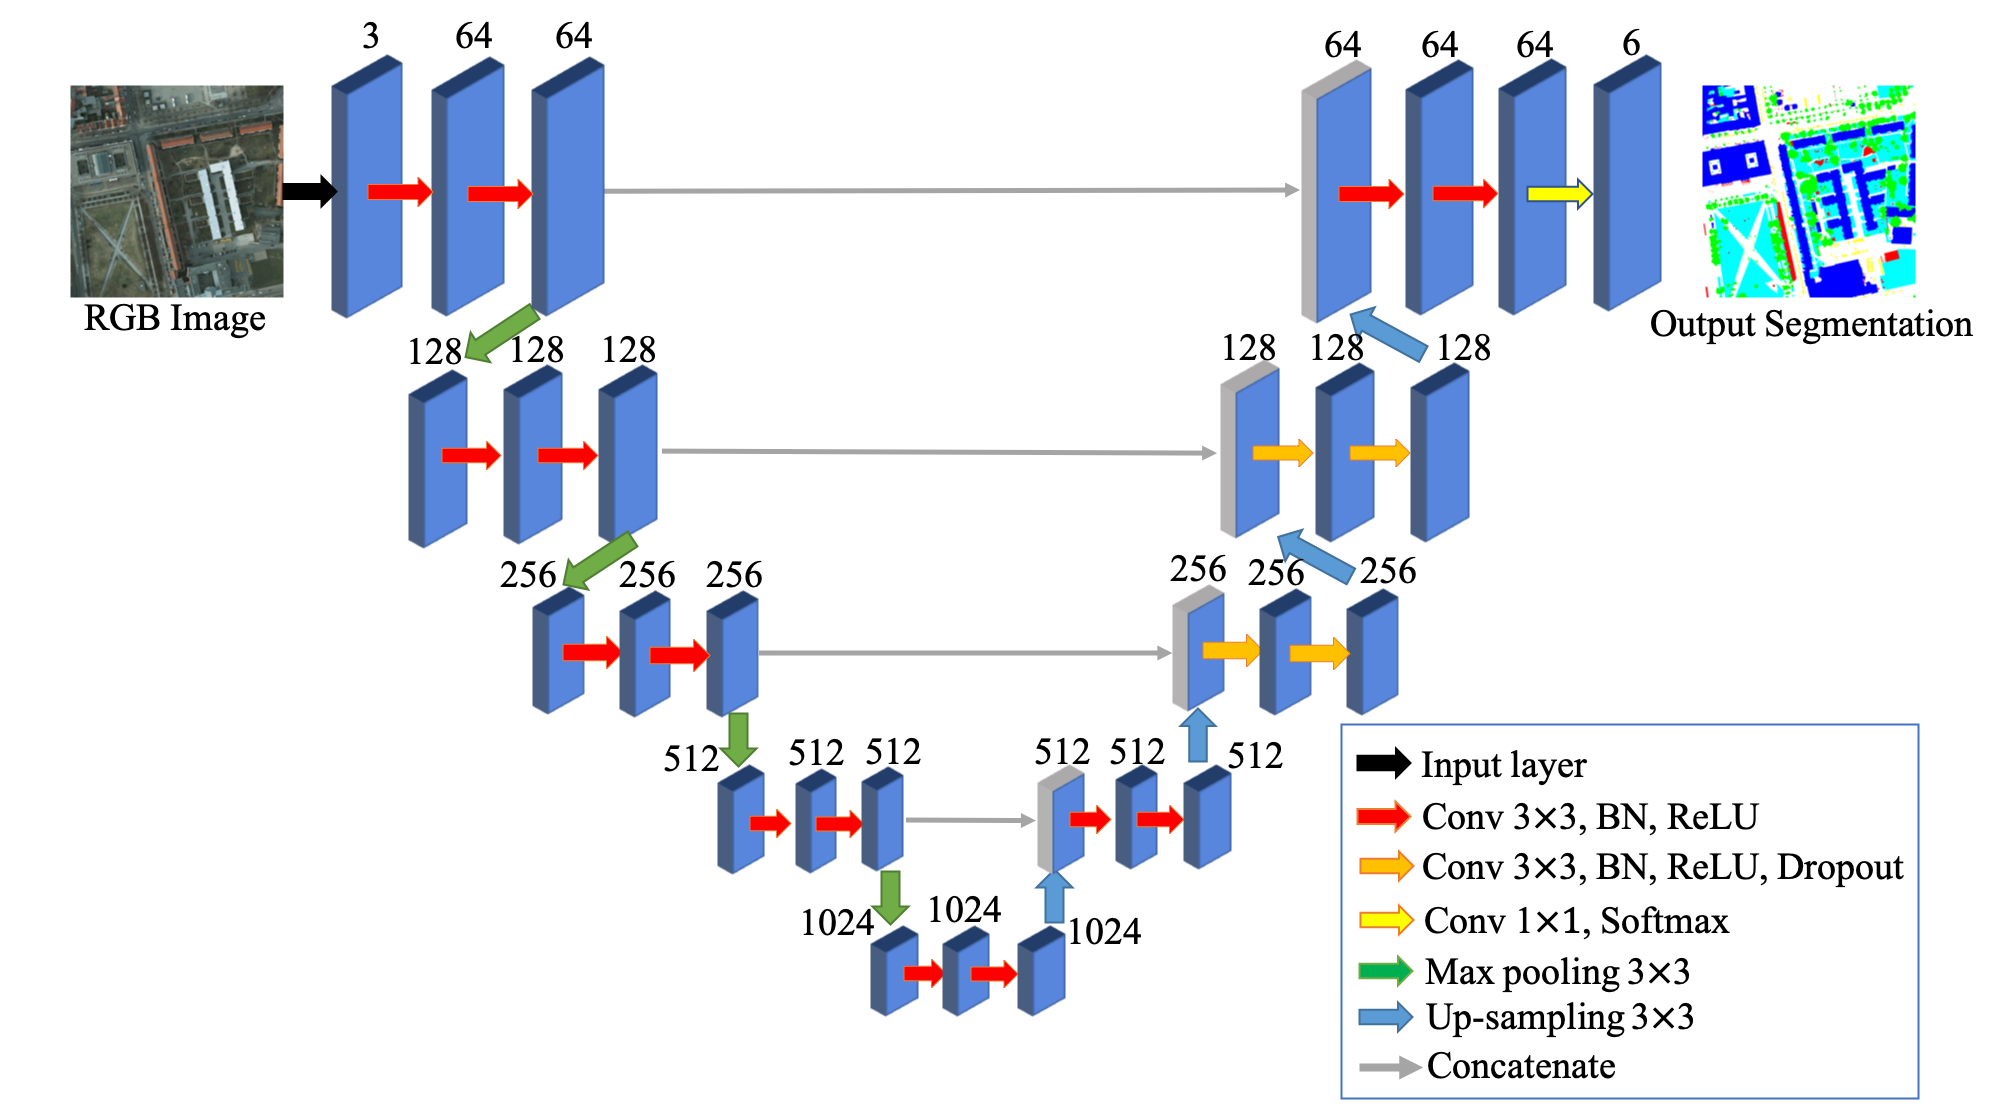 3 64 64
64 64 64 6
RGB Image
Output Segmentation
128 128 128
128 128 128
256 256 256
256 256 256
512 512 512
512 512 512
1024 1024 1024
Input layer
Conv 3×3, BN, ReLU
Conv 3×3, BN, ReLU, Dropout
Conv 1×1, Softmax
Max pooling 3×3
Up-sampling 3×3
Concatenate